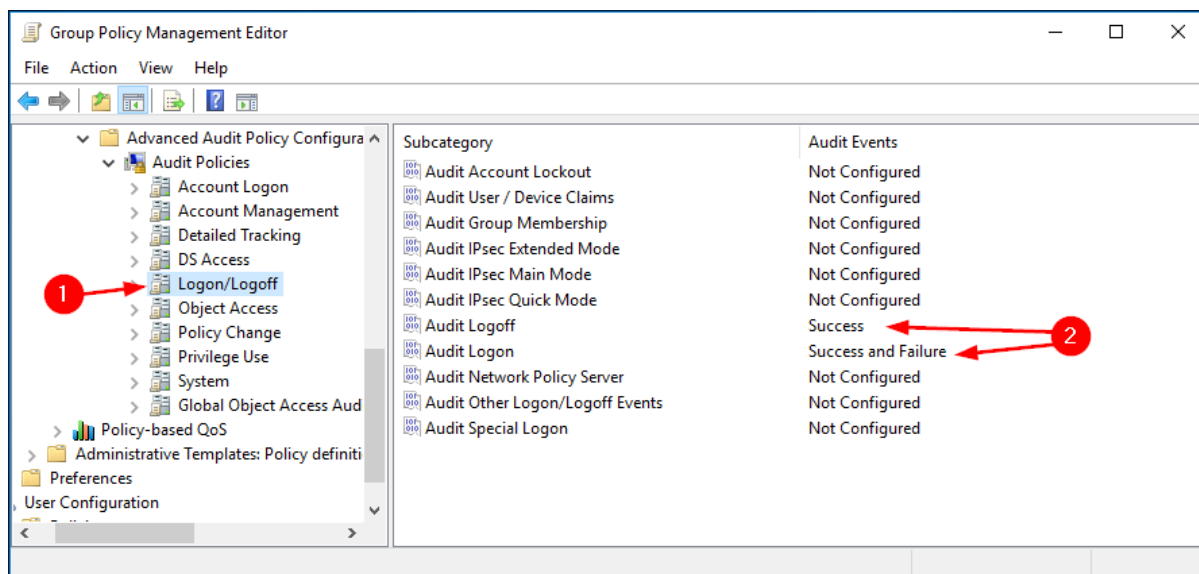 Group Policy Management Editor
File Action View Help
Advanced Audit Policy Configura
Audit Policies
Account Logon
Account Management
Detailed Tracking
DS Access
Logon/Logoff
Object Access
Policy Change
Privilege Use
System
Global Object Access Aud
Policy-based QoS
Administrative Templates: Policy definiti
Preferences
User Configuration
1
Subcategory Audit Events
Audit Account Lockout Not Configured
Audit User / Device Claims Not Configured
Audit Group Membership Not Configured
Audit IPsec Extended Mode Not Configured
Audit IPsec Main Mode Not Configured
Audit IPsec Quick Mode Not Configured
Audit Logoff Success
Audit Logon Success and Failure
Audit Network Policy Server Not Configured
Audit Other Logon/Logoff Events Not Configured
Audit Special Logon Not Configured
2